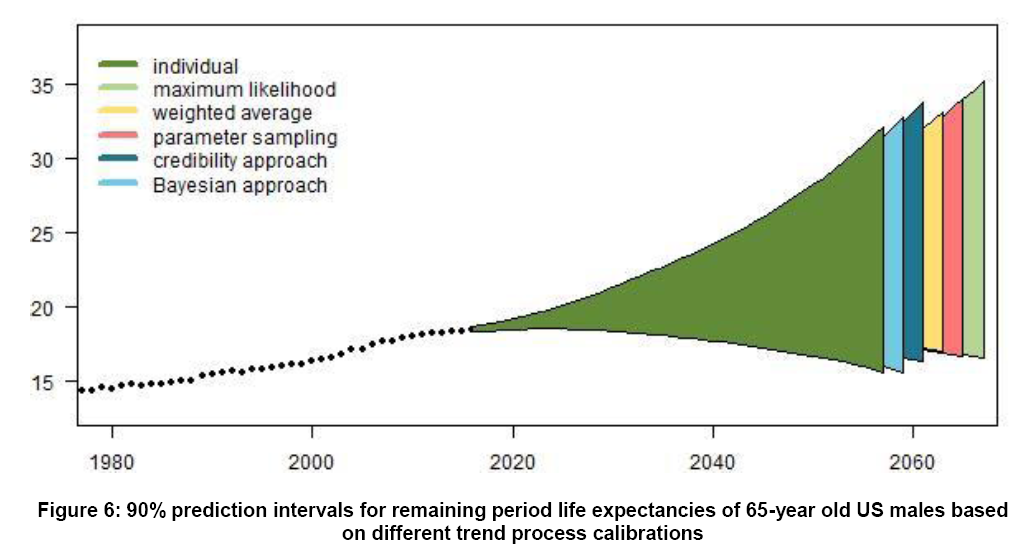 35
30
25
20
15
individual
maximum likelihood
weighted average
parameter sampling
credibility approach
Bayesian approach
1980 2000 2020 2040 2060
Figure 6: 90% prediction intervals for remaining period life expectancies of 65-year old US males based
on different trend process calibrations